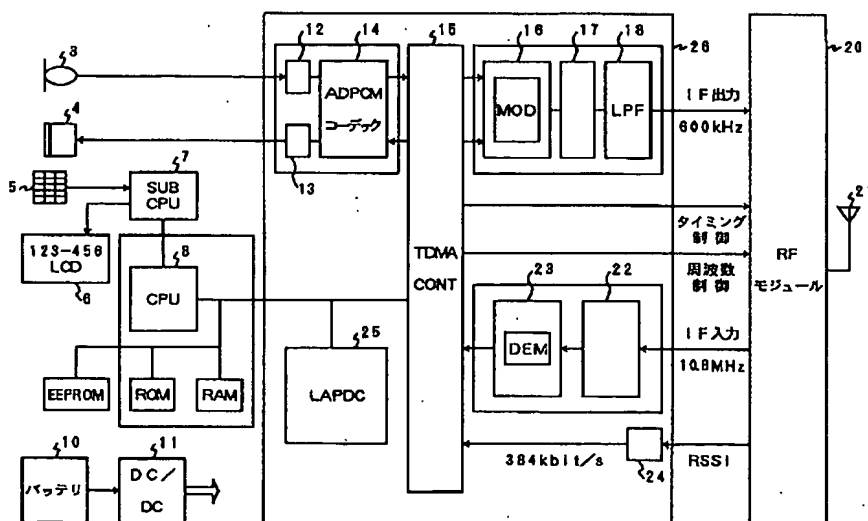 12
14
15
16
17
18
26
20
3
ADPCM
コーデック
MOD
LPF
IF出力
600kHz
4
13
7
5
SUB
CPU
2
タイミング
制御
123-456
LCD
6
8
CPU
TDMA
CONT
周波数
制御
RF
モジュール
23
22
IF入力
DEM
10.8MHz
25
LAPDC
EEPROM
ROM
RAM
384kbit/s
24
RSSI
10
11
バッテリ
DC/
DC